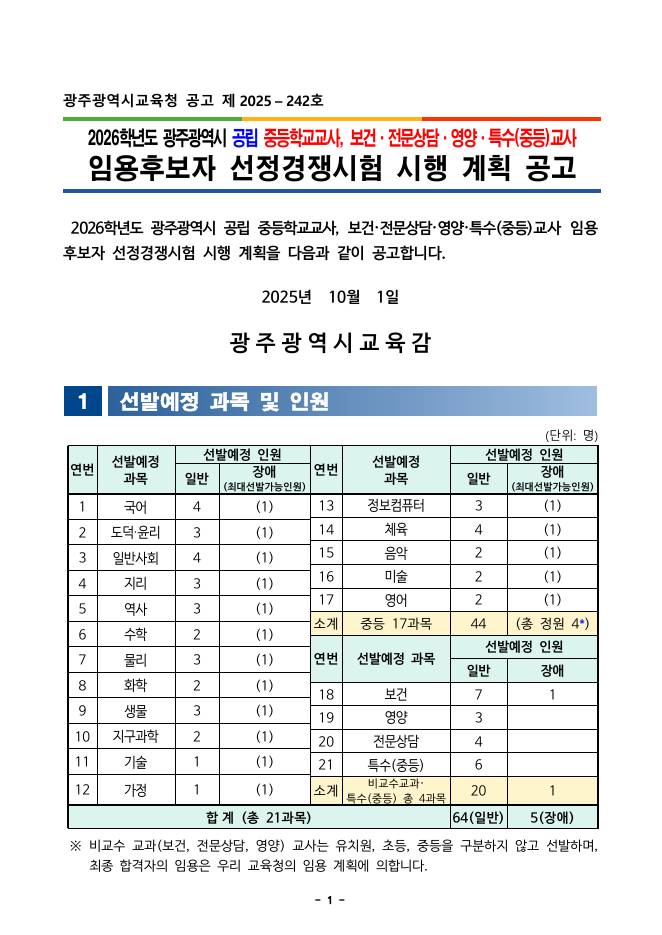 광주광역시교육청 공고 제 2025 – 242호
2026학년도 광주광역시 공립 중등학교교사, 보건 · 전문상담 · 영양 · 특수(중등)교사
임용후보자 선정경쟁시험 시행 계획 공고
2026학년도 광주광역시 공립 중등학교교사, 보건·전문상담·영양·특수(중등)교사 임용
후보자 선정경쟁시험 시행 계획을 다음과 같이 공고합니다.
2025년 10월 1일
광주광역시교육감
1 선발예정 과목 및 인원
(단위: 명)
연번 선발예정 과목 선발예정 인원
일반 장애 (최대선발가능인원)
1 국어 4 (1)
2 도덕·윤리 3 (1)
3 일반사회 4 (1)
4 지리 3 (1)
5 역사 3 (1)
6 수학 2 (1)
7 물리 3 (1)
8 화학 2 (1)
9 생물 3 (1)
10 지구과학 2 (1)
11 기술 1 (1)
12 가정 1 (1)
연번 선발예정 과목 선발예정 인원
일반 장애 (최대선발가능인원)
13 정보컴퓨터 3 (1)
14 체육 4 (1)
15 음악 2 (1)
16 미술 2 (1)
17 영어 2 (1)
소계 중등 17과목 44 (총 정원 4*)
연번 선발예정 과목 선발예정 인원
일반 장애
18 보건 7 1
19 영양 3
20 전문상담 4
21 특수(중등) 6
소계 비교수교과· 특수(중등) 총 4과목 20 1
합 계 (총 21과목) 64(일반) 5(장애)
※ 비교수 교과(보건, 전문상담, 영양) 교사는 유치원, 초등, 중등을 구분하지 않고 선발하며,
최종 합격자의 임용은 우리 교육청의 임용 계획에 의합니다.
- 1 -